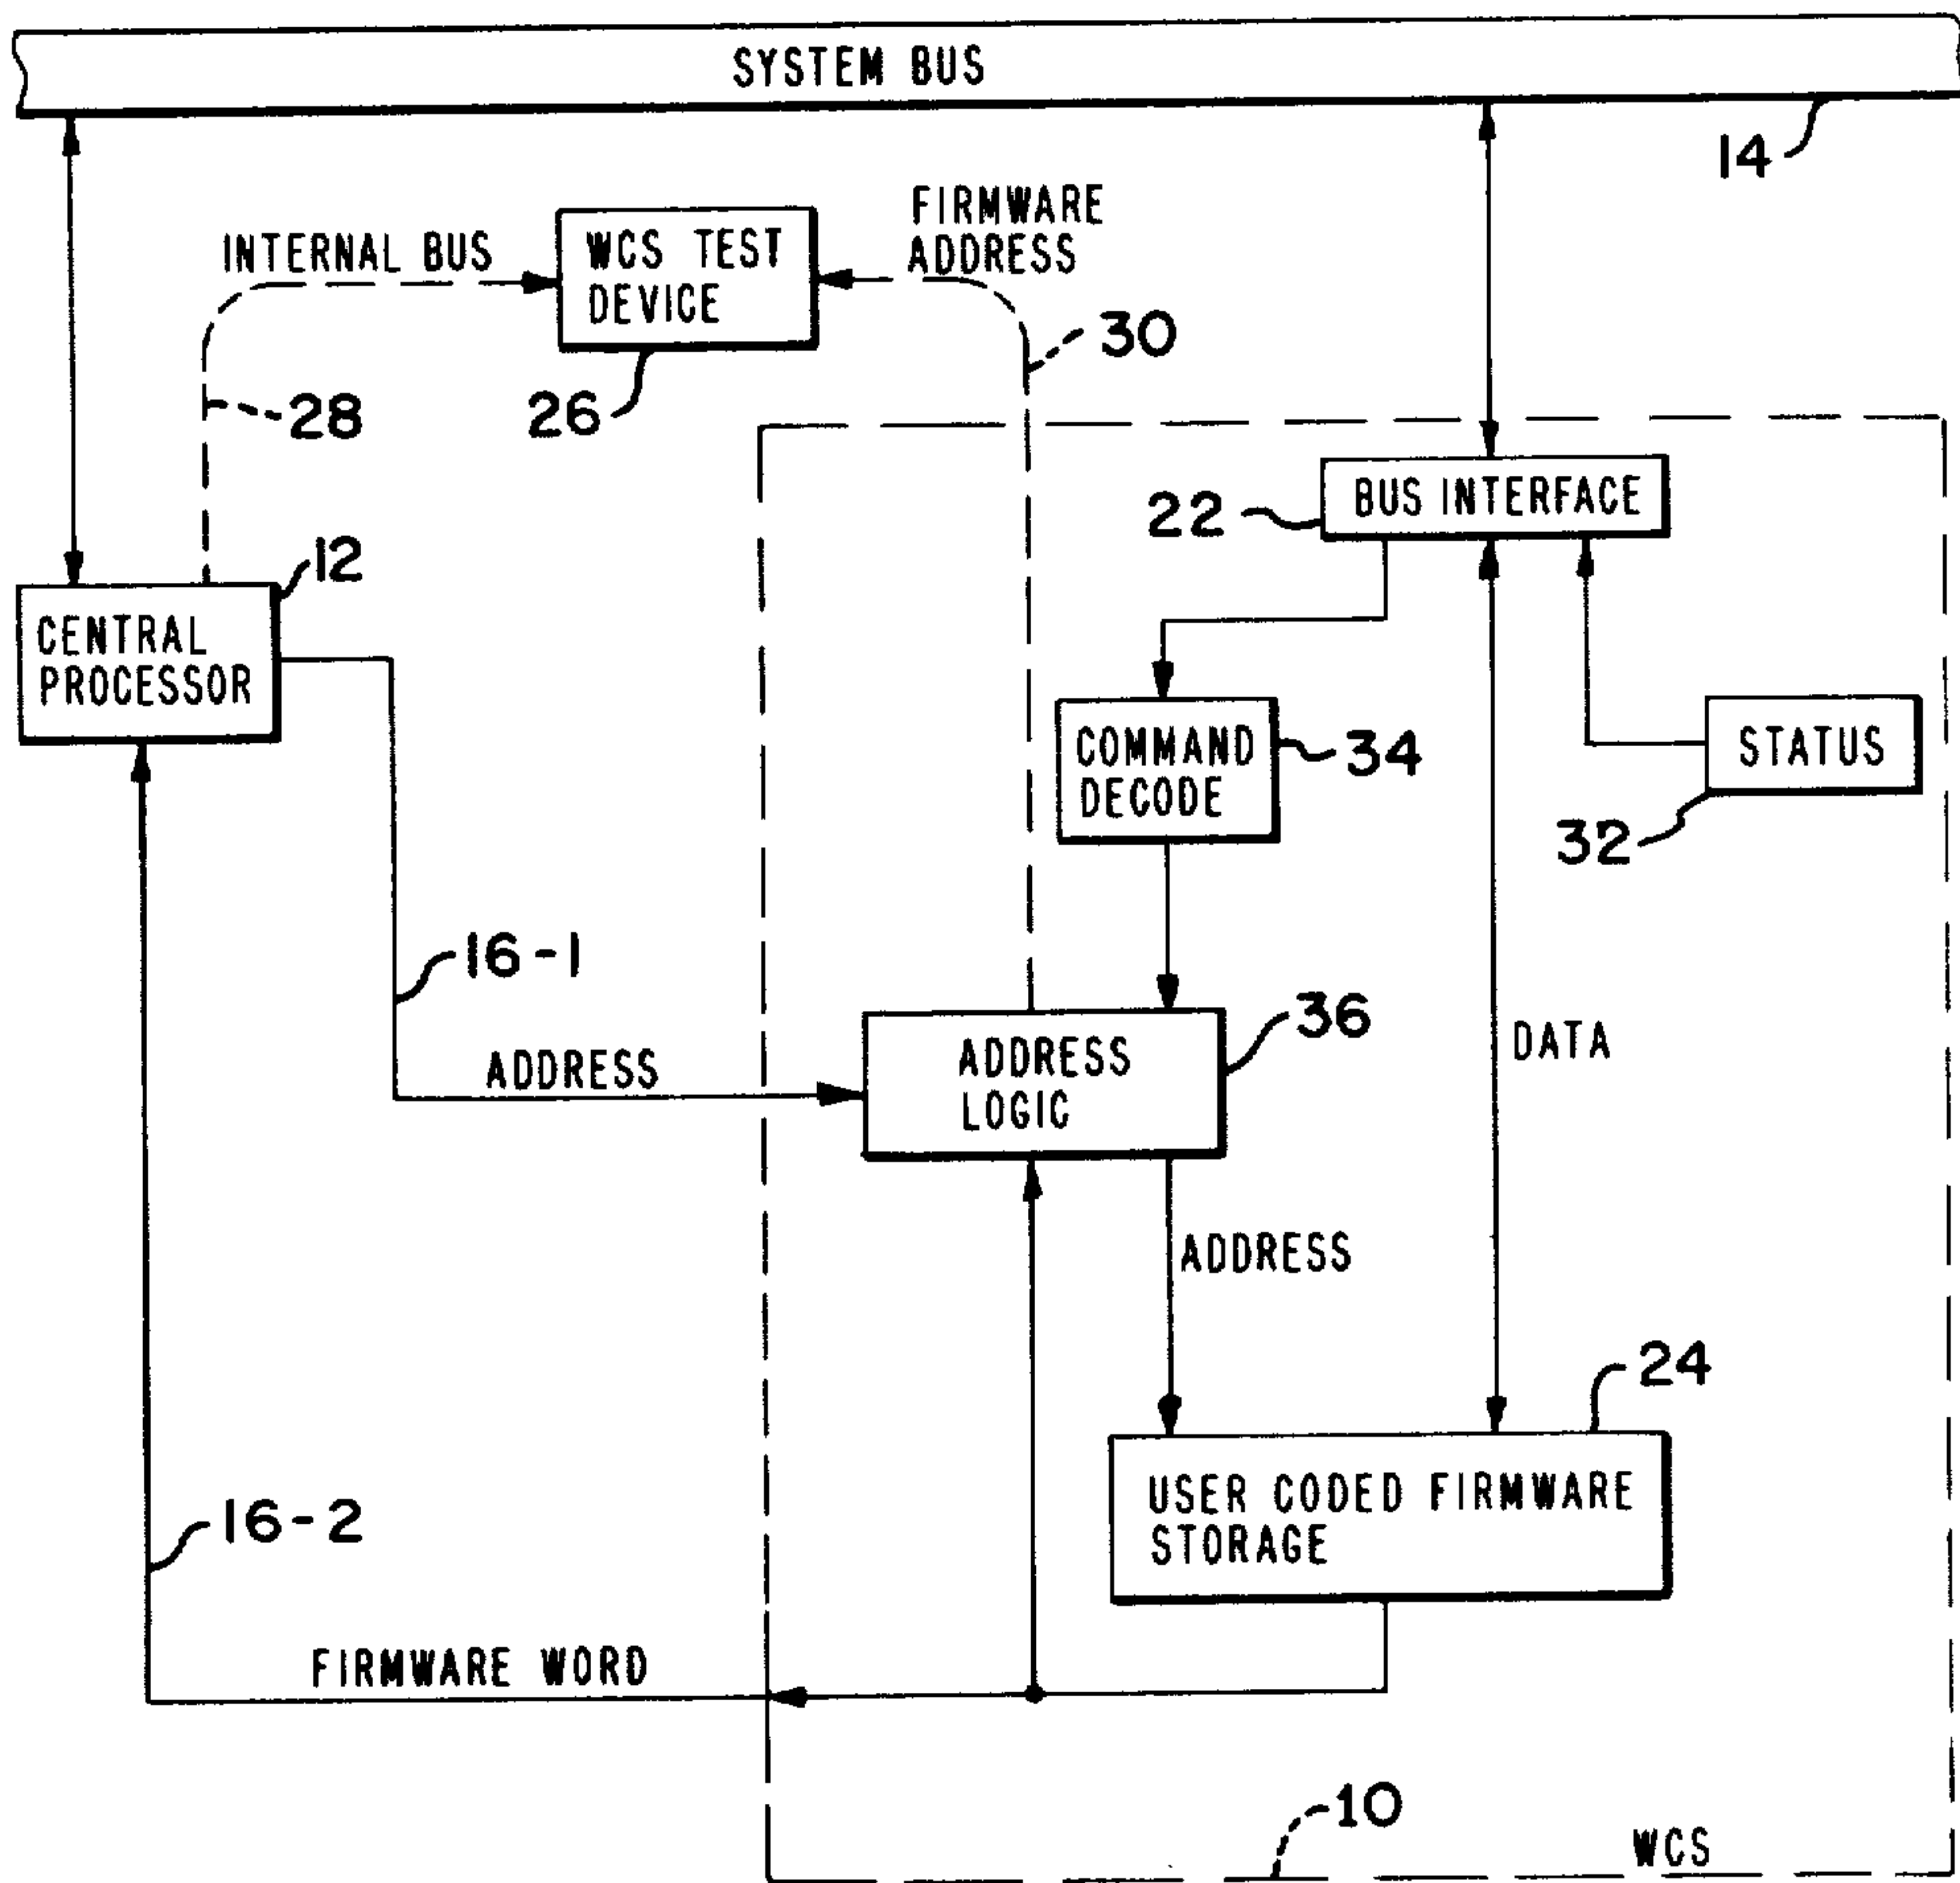 SYSTEM BUS
14
INTERNAL BUS
WCS TEST
DEVICE
FIRMWARE
ADDRESS
30
28
26
22
BUS INTERFACE
12
CENTRAL
PROCESSOR
COMMAND
DECODE
34
STATUS
32
16-1
36
ADDRESS
ADDRESS
LOGIC
DATA
ADDRESS
24
USER CODED FIRMWARE
STORAGE
16-2
FIRMWARE WORD
10
WCS